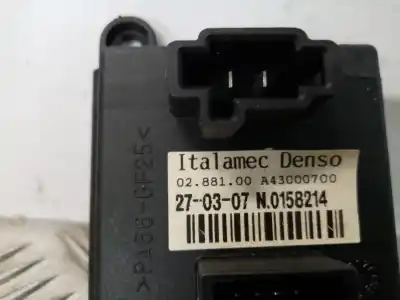 Italamec Denso
02.881.00 A43000700
27-03-07 N.0158214
>PA66-GF25<